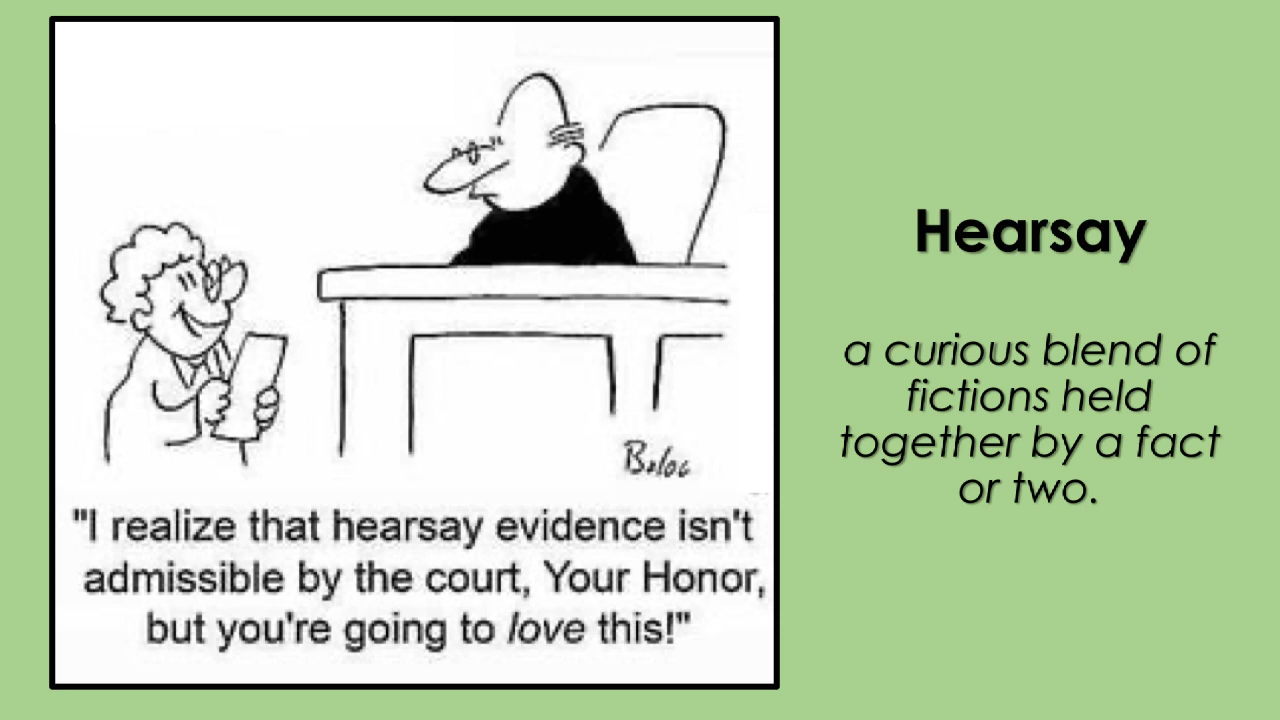 Baloo
"I realize that hearsay evidence isn't
admissible by the court, Your Honor,
but you're going to love this!"
Hearsay
a curious blend of
fictions held
together by a fact
or two.